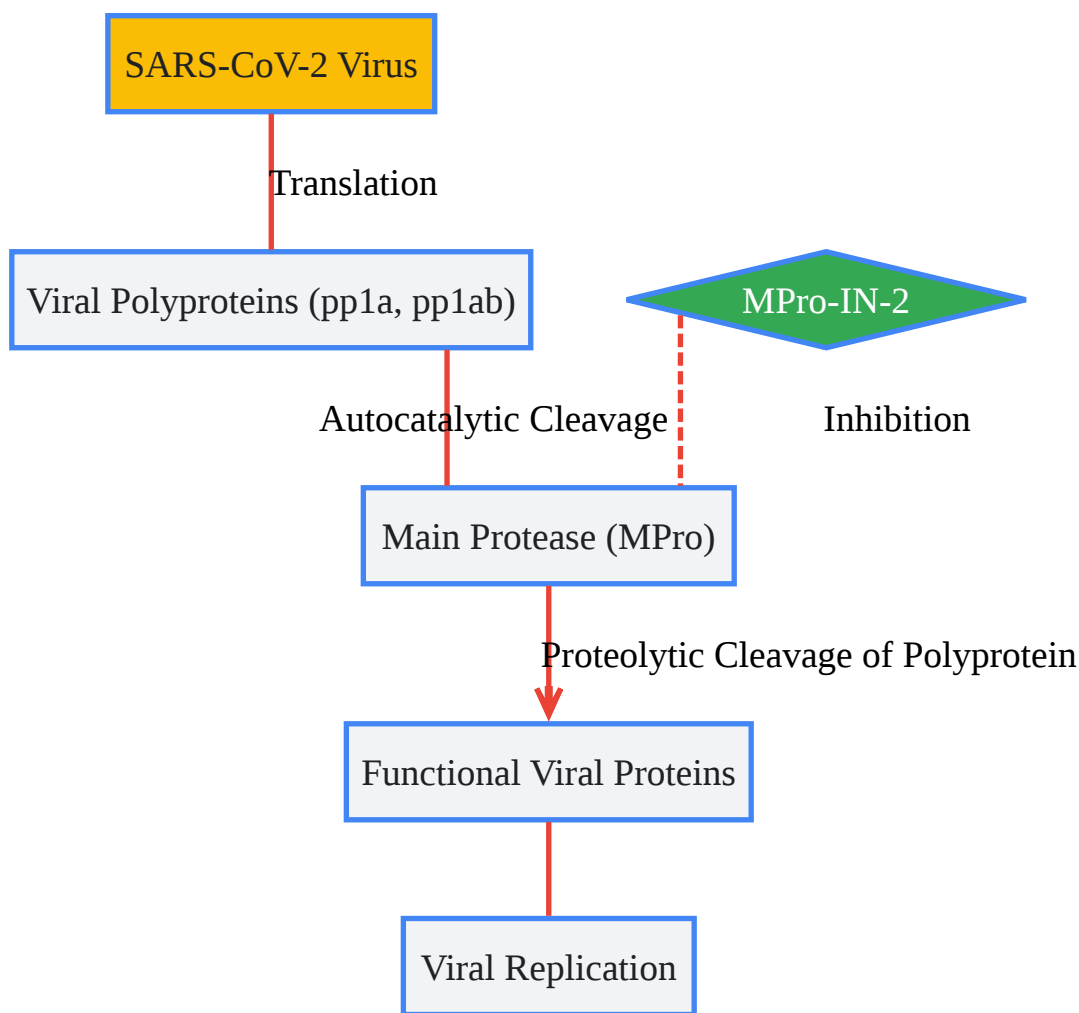 SARS-CoV-2 Virus
Translation
Viral Polyproteins (pp1a, pp1ab)
MPro-IN-2
Autocatalytic Cleavage
Inhibition
Main Protease (MPro)
Proteolytic Cleavage of Polyprotein
Functional Viral Proteins
Viral Replication